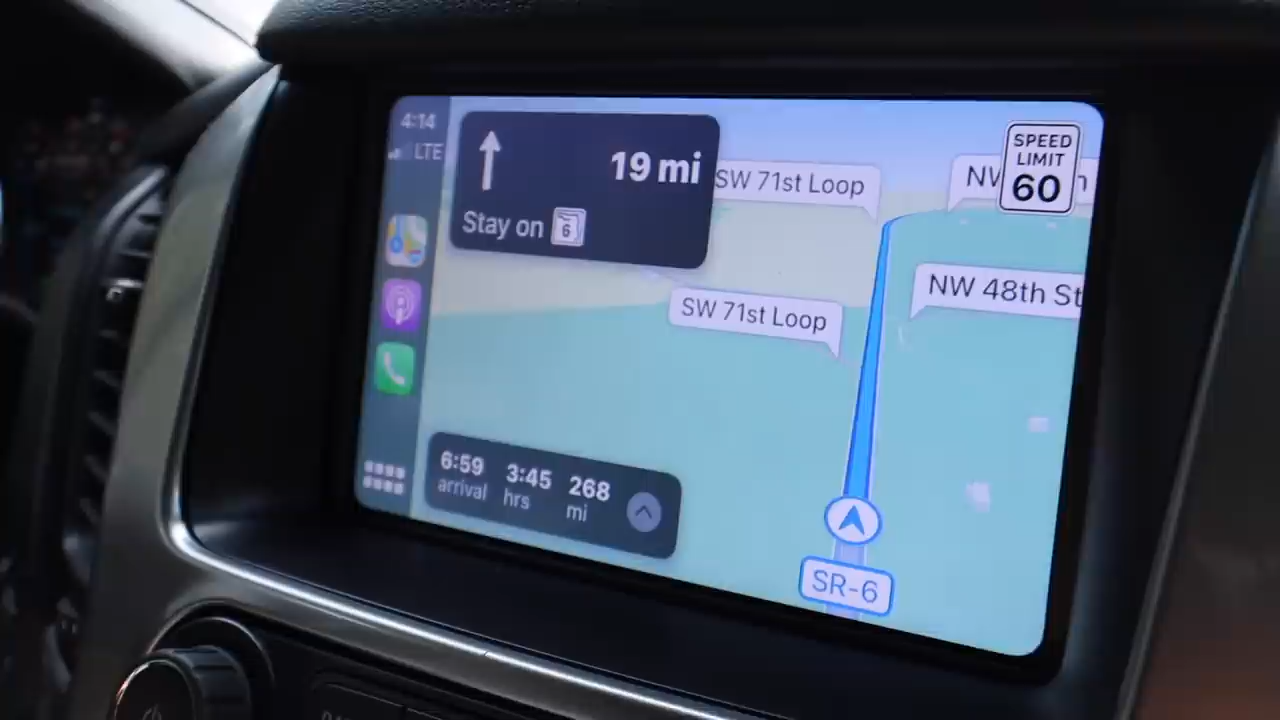 4:14
LTE
19 mi
Stay on 6
SW 71st Loop
SPEED
LIMIT
60
NW 48th St
SW 71st Loop
6:59 3:45 268
arrival hrs mi
SR-6